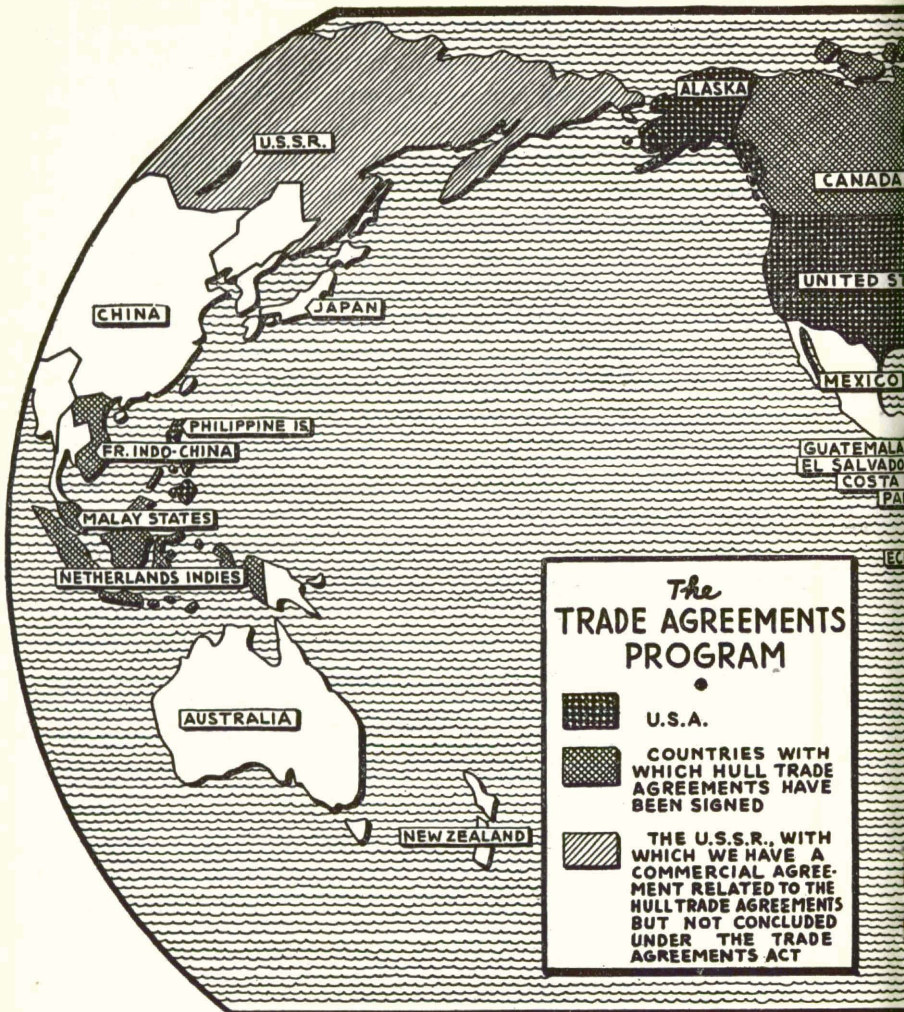 ALASKA
U.S.S.R.
CANADA
UNITED ST
CHINA
JAPAN
MEXICO
PHILIPPINE IS
FR. INDO-CHINA
GUATEMALA
EL SALVADO
COSTA
PA
MALAY STATES
NETHERLANDS INDIES
EC
The
TRADE AGREEMENTS
PROGRAM
U.S.A.
COUNTRIES WITH
WHICH HULL TRADE
AGREEMENTS HAVE
BEEN SIGNED
THE U.S.S.R., WITH
WHICH WE HAVE A
COMMERCIAL AGREE-
MENT RELATED TO THE
HULL TRADE AGREEMENTS
BUT NOT CONCLUDED
UNDER THE TRADE
AGREEMENTS ACT
AUSTRALIA
NEW ZEALAND